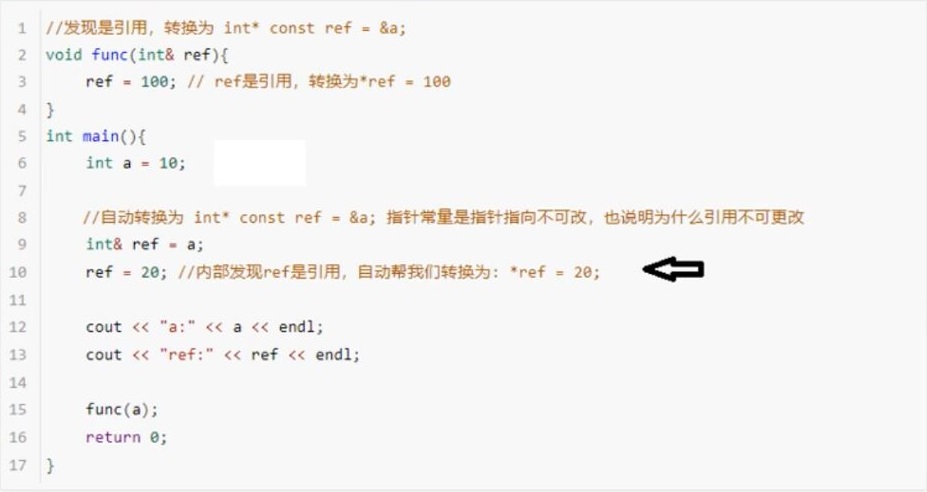 1 //发现是引用，转换为 int* const ref = &a;
2 void func(int& ref){
3     ref = 100; // ref是引用，转换为*ref = 100
4 }
5 int main(){
6     int a = 10;
7
8     //自动转换为 int* const ref = &a; 指针常量是指针指向不可改，也说明为什么引用不可更改
9     int& ref = a;
10     ref = 20; //内部发现ref是引用，自动帮我们转换为: *ref = 20;
11
12     cout << "a:" << a << endl;
13     cout << "ref:" << ref << endl;
14
15     func(a);
16     return 0;
17 }